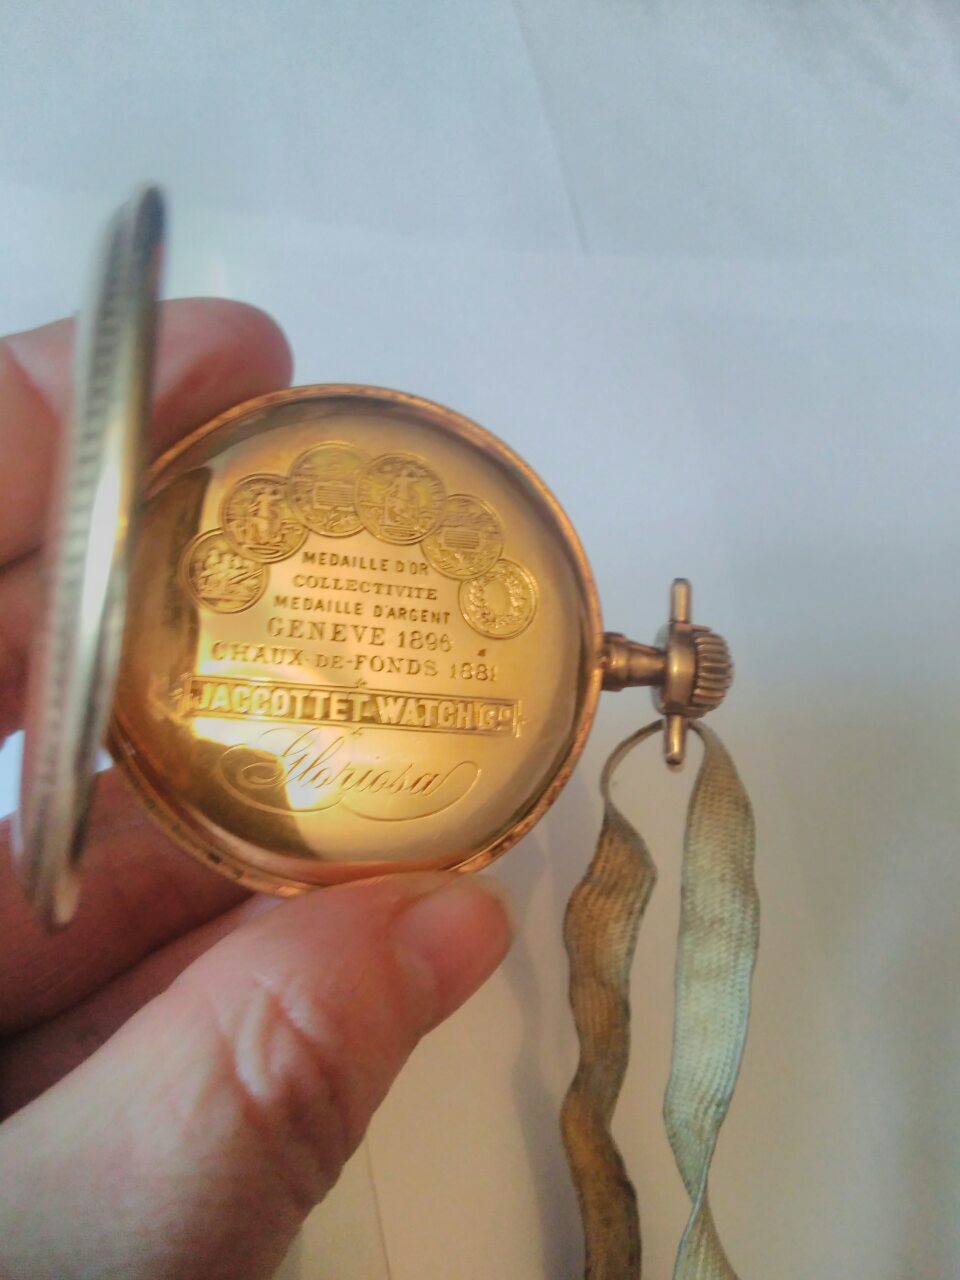 MEDAILLE D'OR
COLLECTIVITE
MEDAILLE D'ARGENT
GENEVE 1896
CHAUX-DE-FONDS 1881
JACCOTTET-WATCH Co
Gloriosa